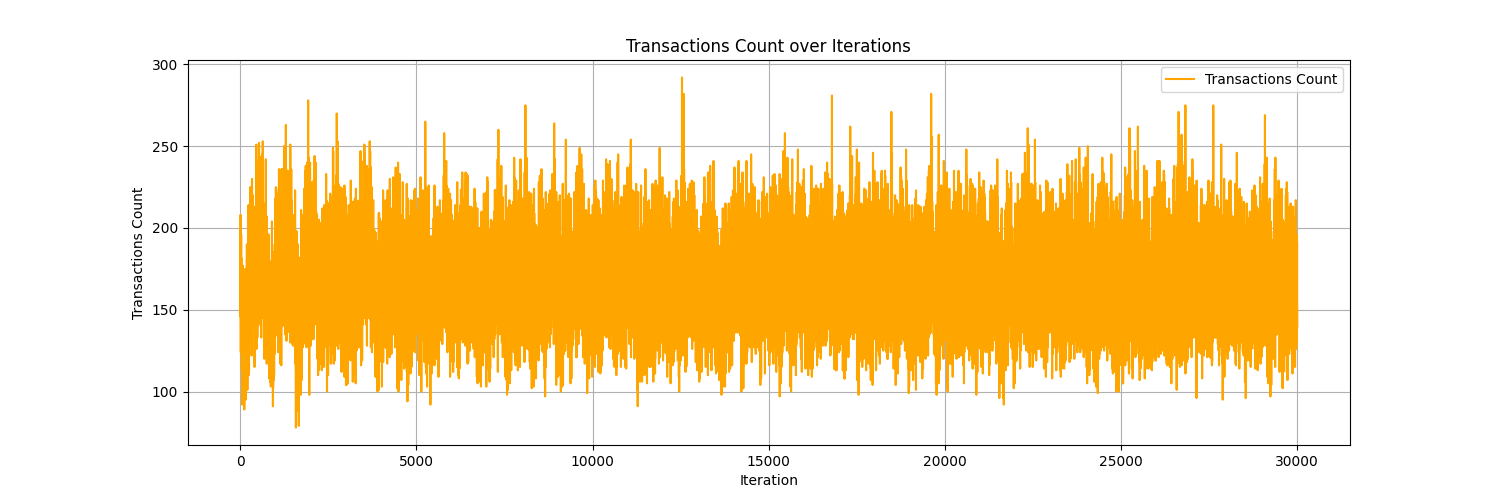 Transactions Count over Iterations
Transactions Count
300
250
200
150
100
Transactions Count
0 5000 10000 15000 20000 25000 30000
Iteration